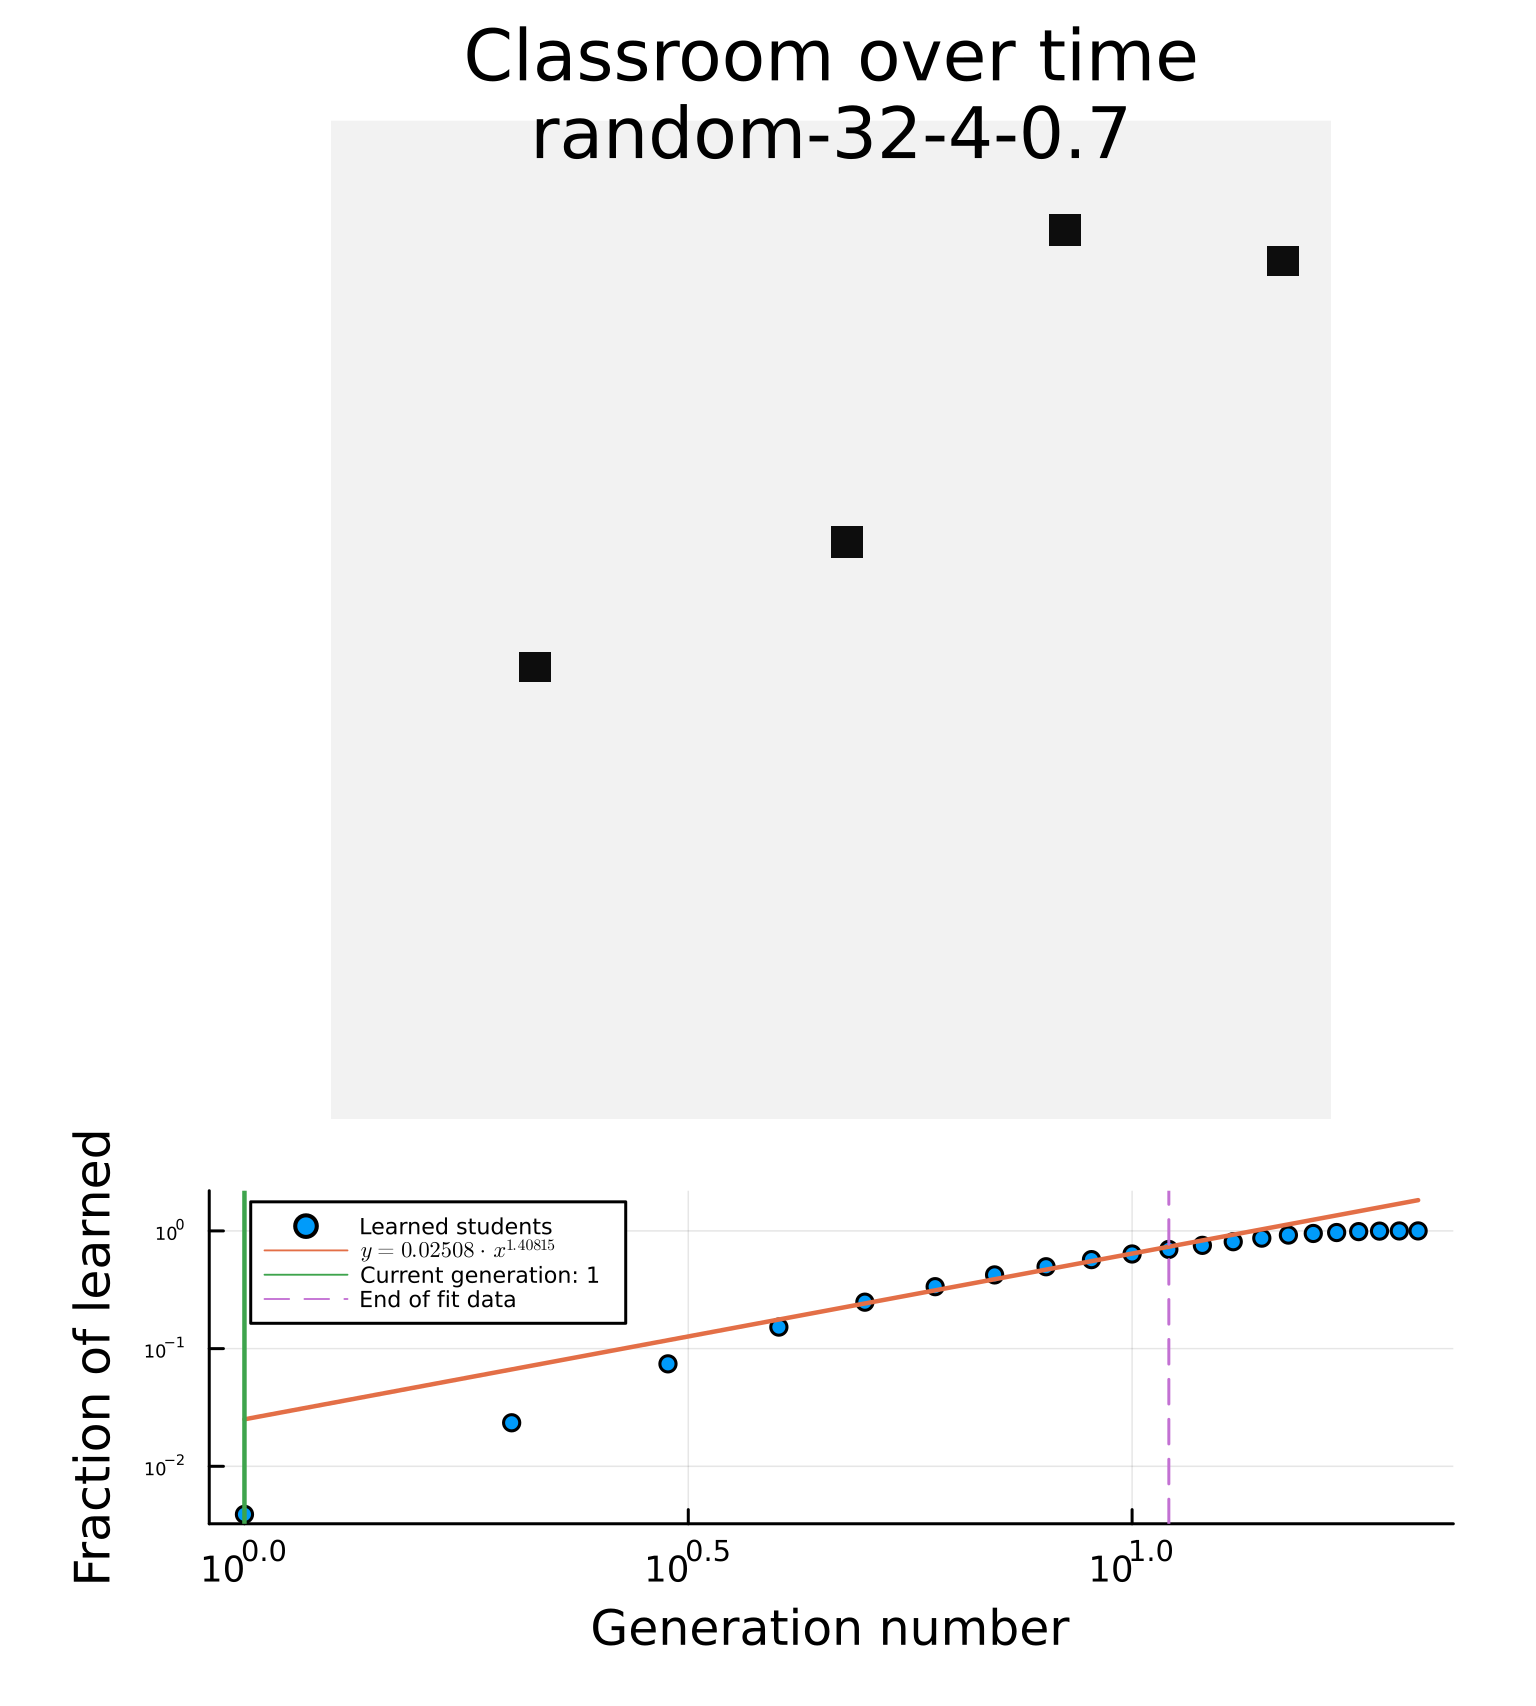 Classroom over time
random-32-4-0.7
Fraction of learned
10⁰
10⁻¹
10⁻²
Learned students
y = 0.02508 · x^1.40815
Current generation: 1
End of fit data
10^0.0
10^0.5
10^1.0
Generation number